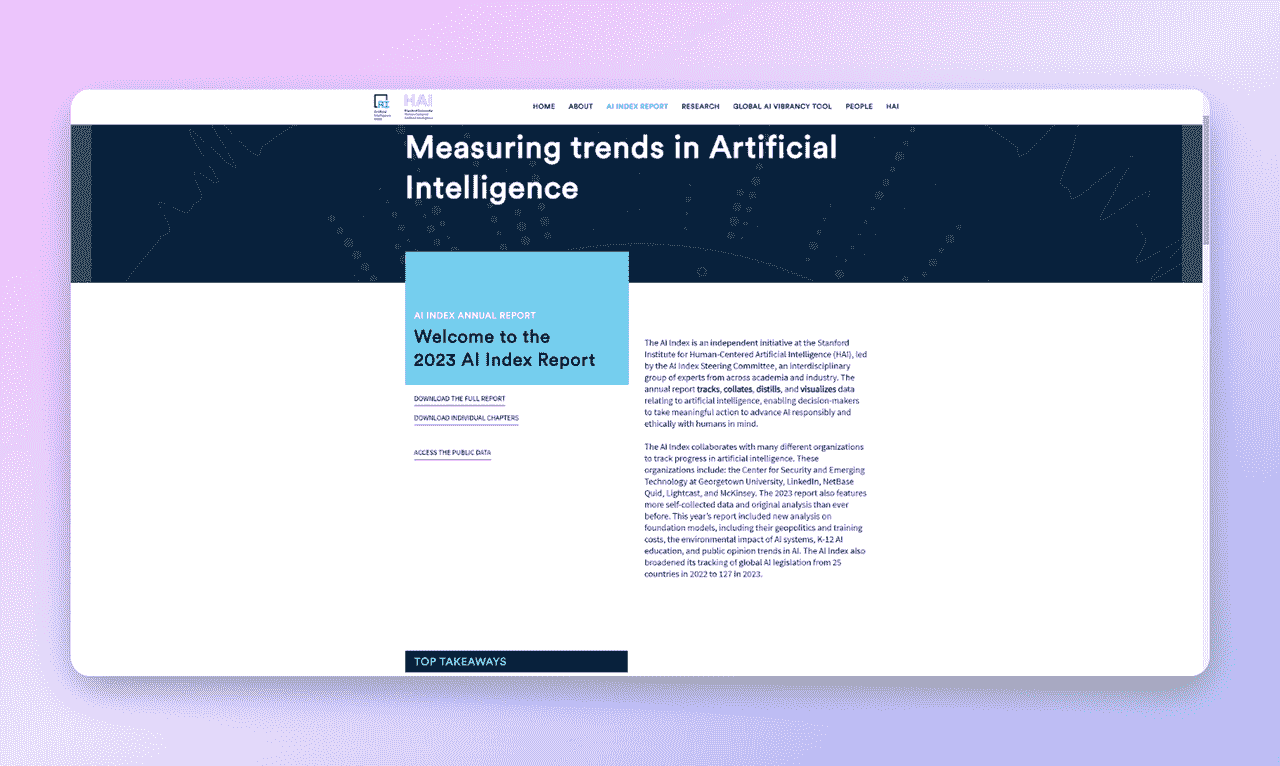 HAI
HOME ABOUT AI INDEX REPORT RESEARCH GLOBAL AI VIBRANCY TOOL PEOPLE HAI
Measuring trends in Artificial
Intelligence
AI INDEX ANNUAL REPORT
Welcome to the
2023 AI Index Report
DOWNLOAD THE FULL REPORT
DOWNLOAD INDIVIDUAL CHAPTERS
ACCESS THE PUBLIC DATA
The AI Index is an independent initiative at the Stanford
Institute for Human-Centered Artificial Intelligence (HAI), led
by the AI Index Steering Committee, an interdisciplinary
group of experts from across academia and industry. The
annual report tracks, collates, distills, and visualizes data
relating to artificial intelligence, enabling decision-makers
to take meaningful action to advance AI responsibly and
ethically with humans in mind.
The AI Index collaborates with many different organizations
to track progress in artificial intelligence. These
organizations include: the Center for Security and Emerging
Technology at Georgetown University, LinkedIn, NetBase
Quid, Lightcast, and McKinsey. The 2023 report also features
more self-collected data and original analysis than ever
before. This year's report included new analysis on
foundation models, including their geopolitics and training
costs, the environmental impact of AI systems, K-12 AI
education, and public opinion trends in AI. The AI Index also
broadened its tracking of global AI legislation from 25
countries in 2022 to 127 in 2023.
TOP TAKEAWAYS